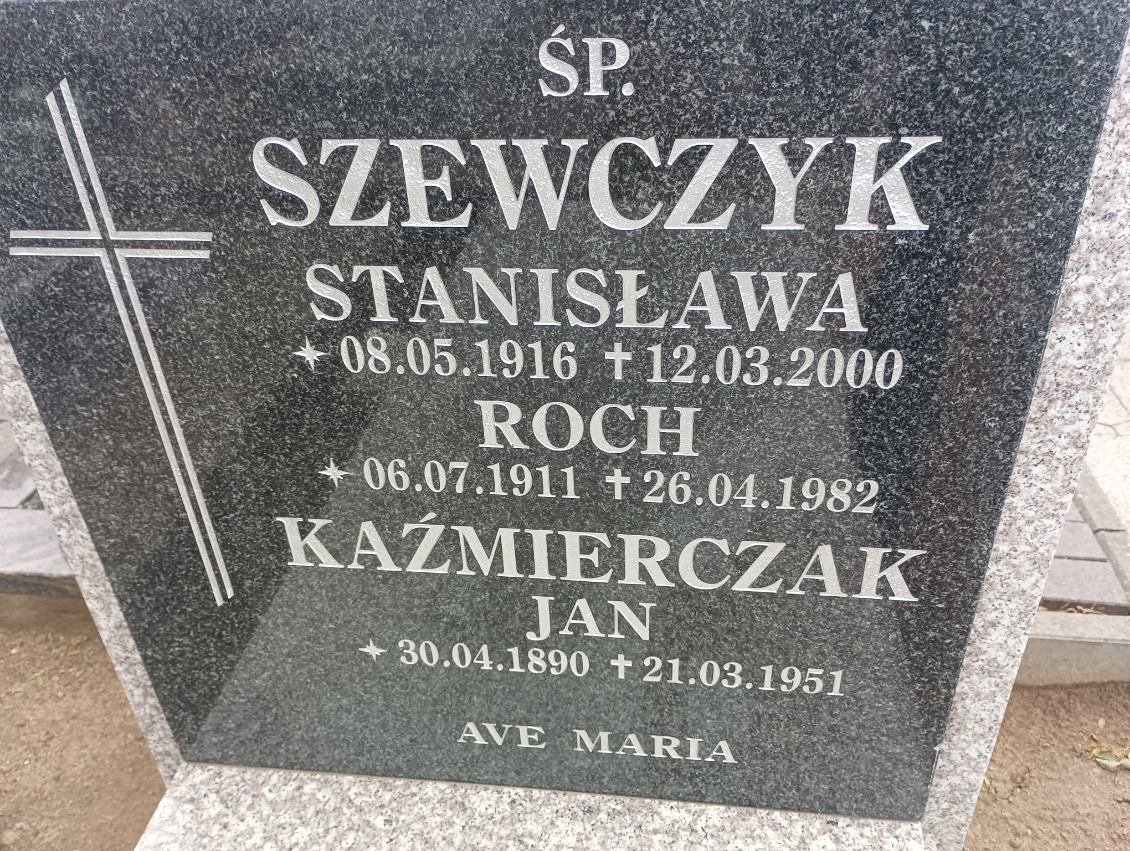 ŚP.
SZEWCZYK
STANISŁAWA
08.05.1916 12.03.2000
ROCH
06.07.1911 26.04.1982
KAŹMIERCZAK
JAN
30.04.1890 21.03.1951
AVE MARIA